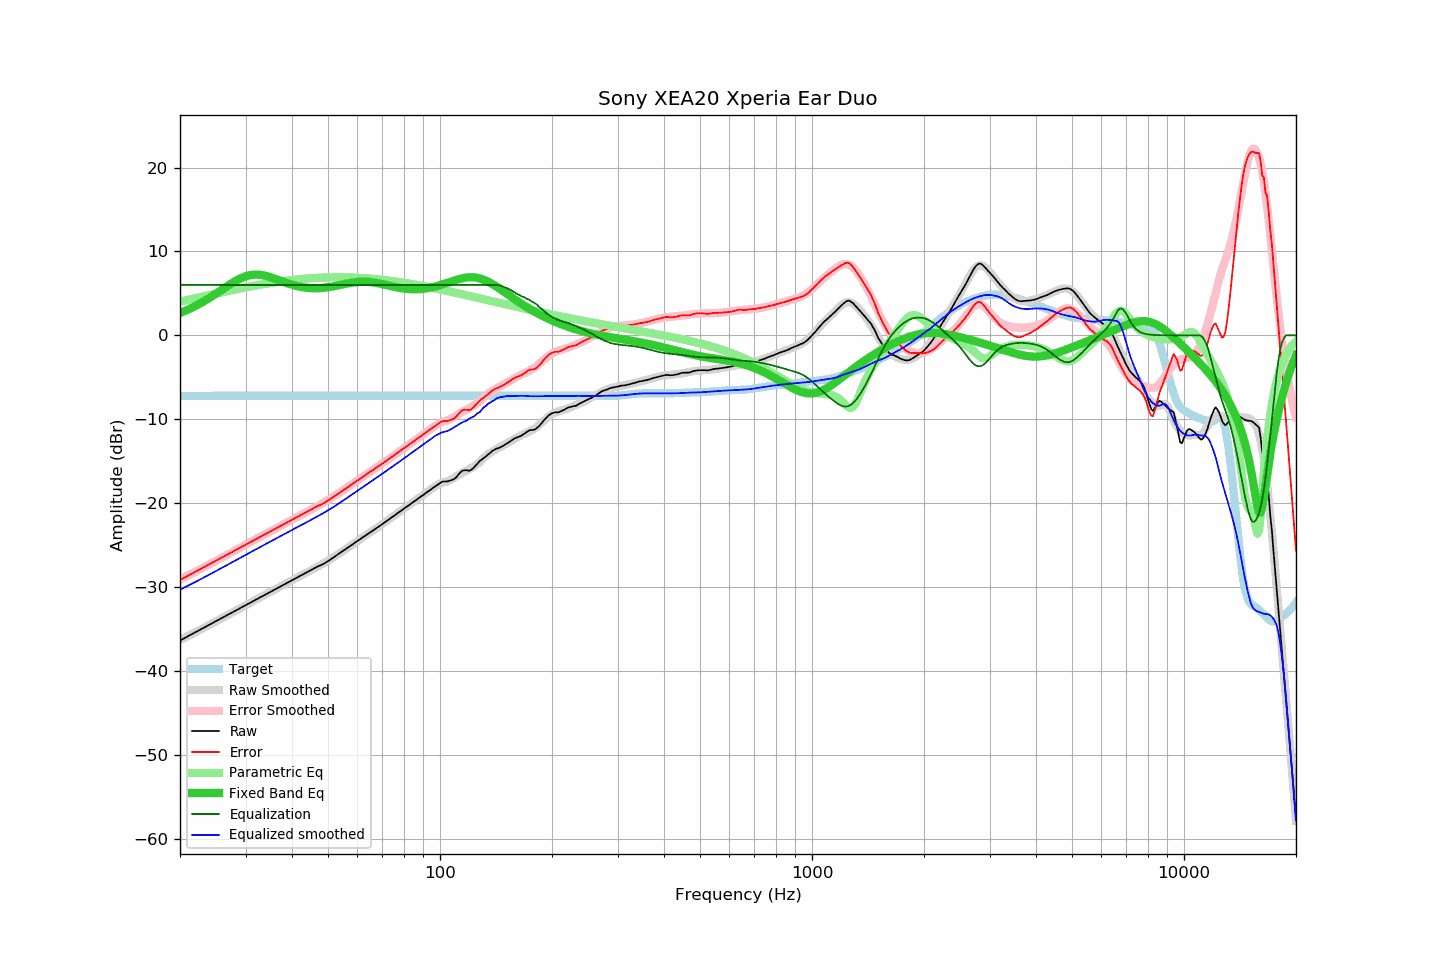 Sony XEA20 Xperia Ear Duo
20
10
0
−10
−20
−30
−40
−50
−60
Amplitude (dBr)
Target
Raw Smoothed
Error Smoothed
Raw
Error
Parametric Eq
Fixed Band Eq
Equalization
Equalized smoothed
100
1000
10000
Frequency (Hz)